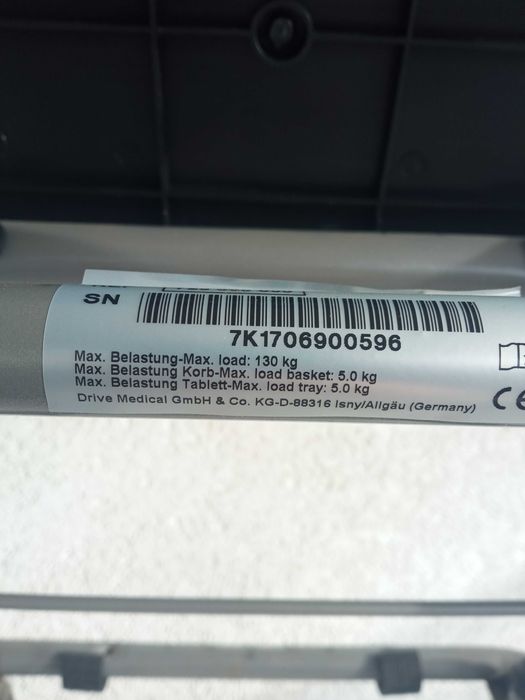 SN
7K1706900596
Max. Belastung-Max. load: 130 kg
Max. Belastung Korb-Max. load basket: 5.0 kg
Max. Belastung Tablett-Max. load tray: 5.0 kg
Drive Medical GmbH & Co. KG-D-88316 Isny/Allgäu (Germany)
CE